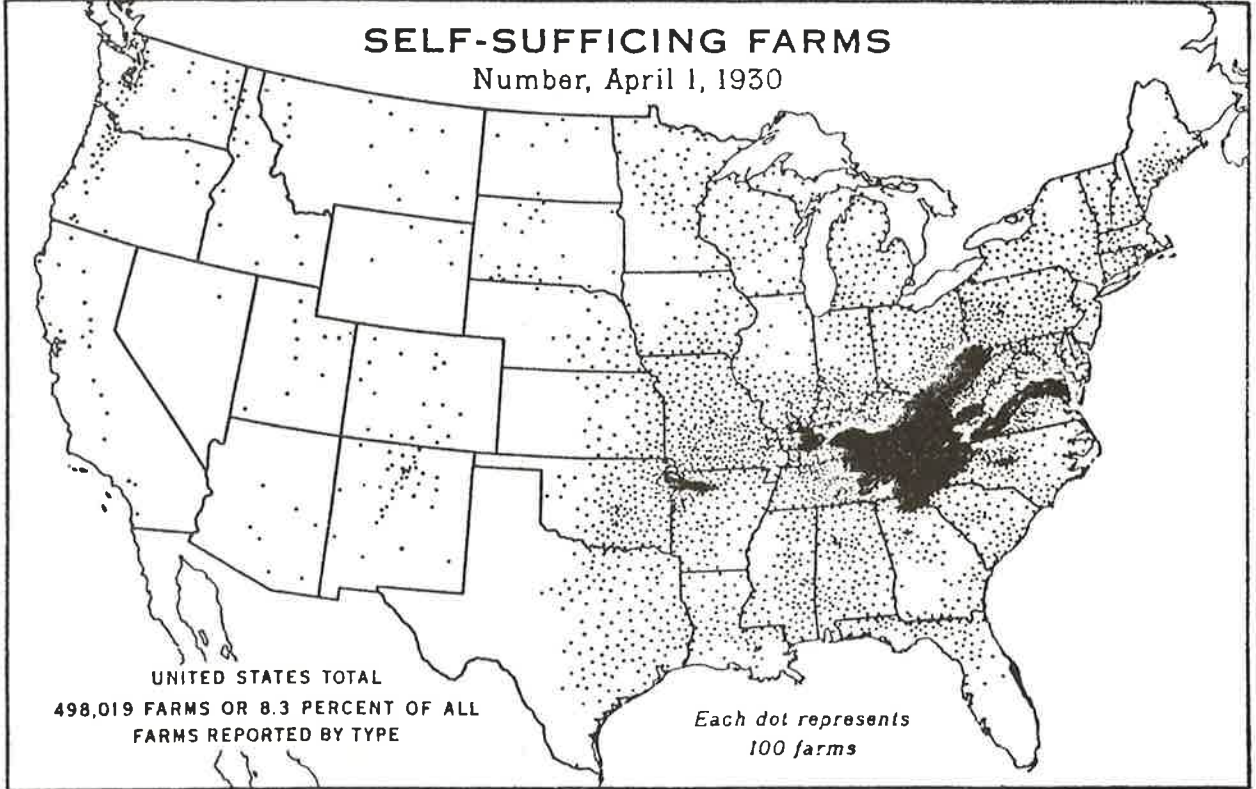 SELF-SUFFICING FARMS
Number, April 1, 1930
UNITED STATES TOTAL
498,019 FARMS OR 8.3 PERCENT OF ALL
FARMS REPORTED BY TYPE
Each dot represents
100 farms